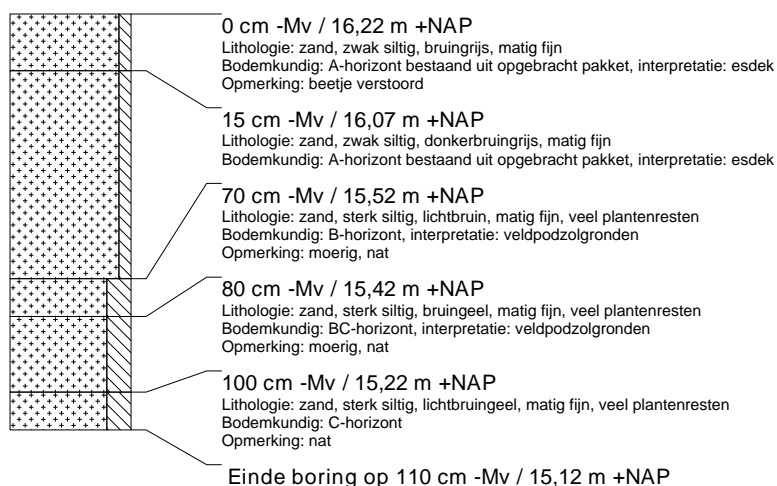 0 cm -Mv / 16,22 m +NAP
Lithologie: zand, zwak siltig, bruingrijs, matig fijn
Bodemkundig: A-horizont bestaand uit opgebracht pakket, interpretatie: esdek
Opmerking: beetje verstoord
15 cm -Mv / 16,07 m +NAP
Lithologie: zand, zwak siltig, donkerbruingrijs, matig fijn
Bodemkundig: A-horizont bestaand uit opgebracht pakket, interpretatie: esdek
70 cm -Mv / 15,52 m +NAP
Lithologie: zand, sterk siltig, lichtbruin, matig fijn, veel plantenresten
Bodemkundig: B-horizont, interpretatie: veldpodzolgronden
Opmerking: moerig, nat
80 cm -Mv / 15,42 m +NAP
Lithologie: zand, sterk siltig, bruingeel, matig fijn, veel plantenresten
Bodemkundig: BC-horizont, interpretatie: veldpodzolgronden
Opmerking: moerig, nat
100 cm -Mv / 15,22 m +NAP
Lithologie: zand, sterk siltig, lichtbruingeel, matig fijn, veel plantenresten
Bodemkundig: C-horizont
Opmerking: nat
Einde boring op 110 cm -Mv / 15,12 m +NAP